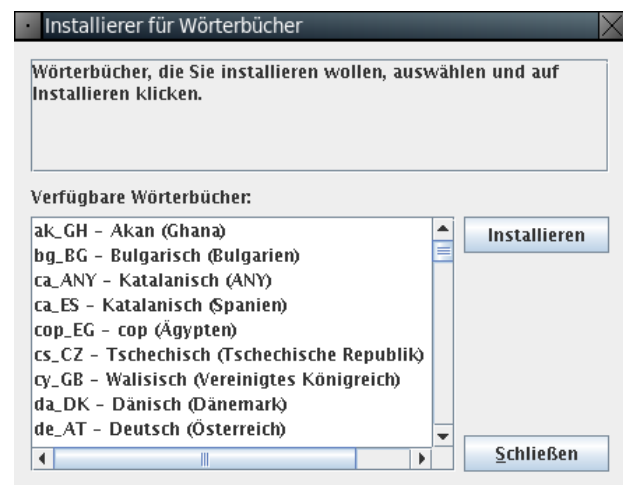 Installierer für Wörterbücher
Wörterbücher, die Sie installieren wollen, auswählen und auf
Installieren klicken.
Verfügbare Wörterbücher:
ak_GH - Akan (Ghana)
bg_BG - Bulgarisch (Bulgarien)
ca_ANY - Katalanisch (ANY)
ca_ES - Katalanisch (Spanien)
cop_EG - cop (Ägypten)
cs_CZ - Tschechisch (Tschechische Republik)
cy_GB - Walisisch (Vereinigtes Königreich)
da_DK - Dänisch (Dänemark)
de_AT - Deutsch (Österreich)
Installieren
Schließen